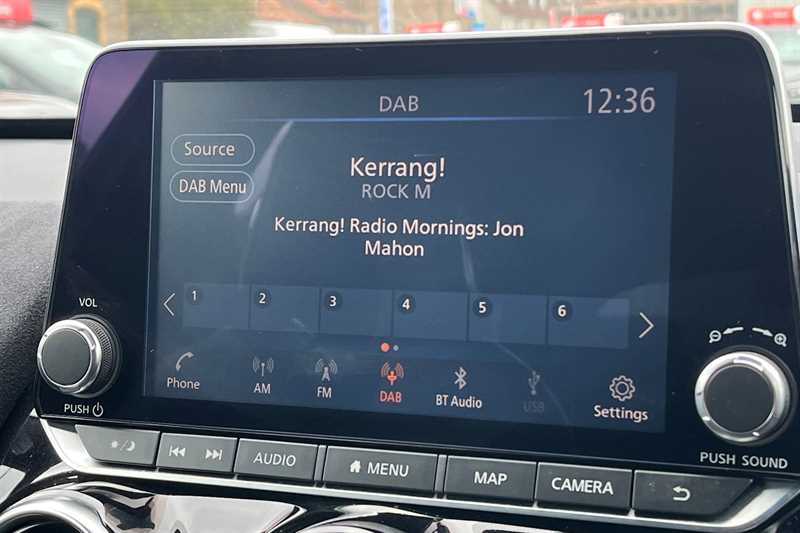 DAB
12:36
Source
DAB Menu
Kerrang!
ROCK M
Kerrang! Radio Mornings: Jon
Mahon
1 2 3 4 5 6
Phone AM FM DAB BT Audio USB Settings
VOL
PUSH
PUSH SOUND
AUDIO MENU MAP CAMERA